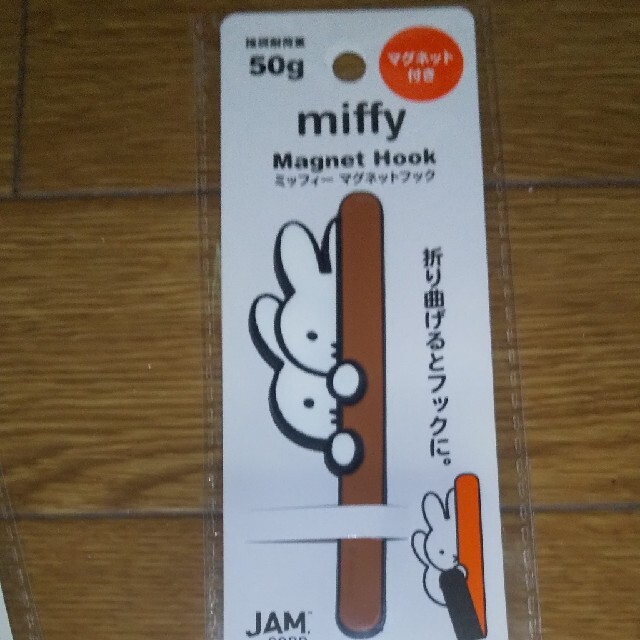 推奨耐荷重
50g
マグネット
付き
miffy
Magnet Hook
ミッフィー マグネットフック
折り曲げるとフックに。
JAM